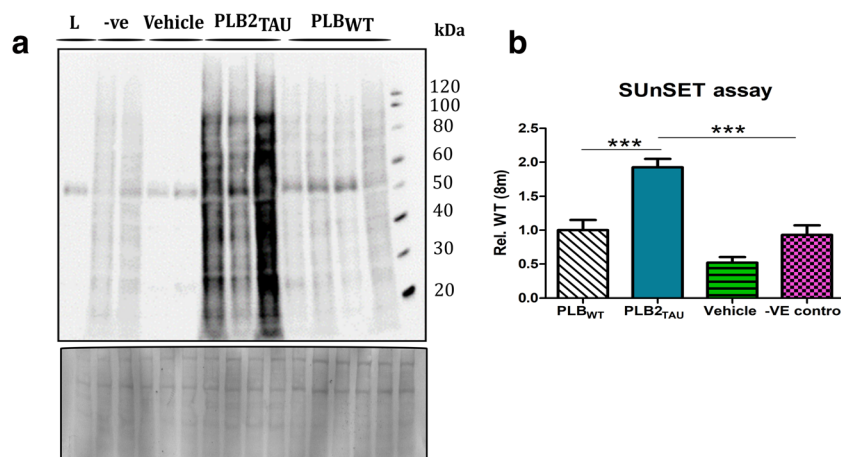 L -ve Vehicle PLB2TAU PLBWT
a
kDa
120
100
80
60
50
40
30
20
b
SUnSET assay
*** ***
Rel. WT (8m)
2.5
2.0
1.5
1.0
0.5
0.0
PLBWT PLB2TAU Vehicle -VE contro